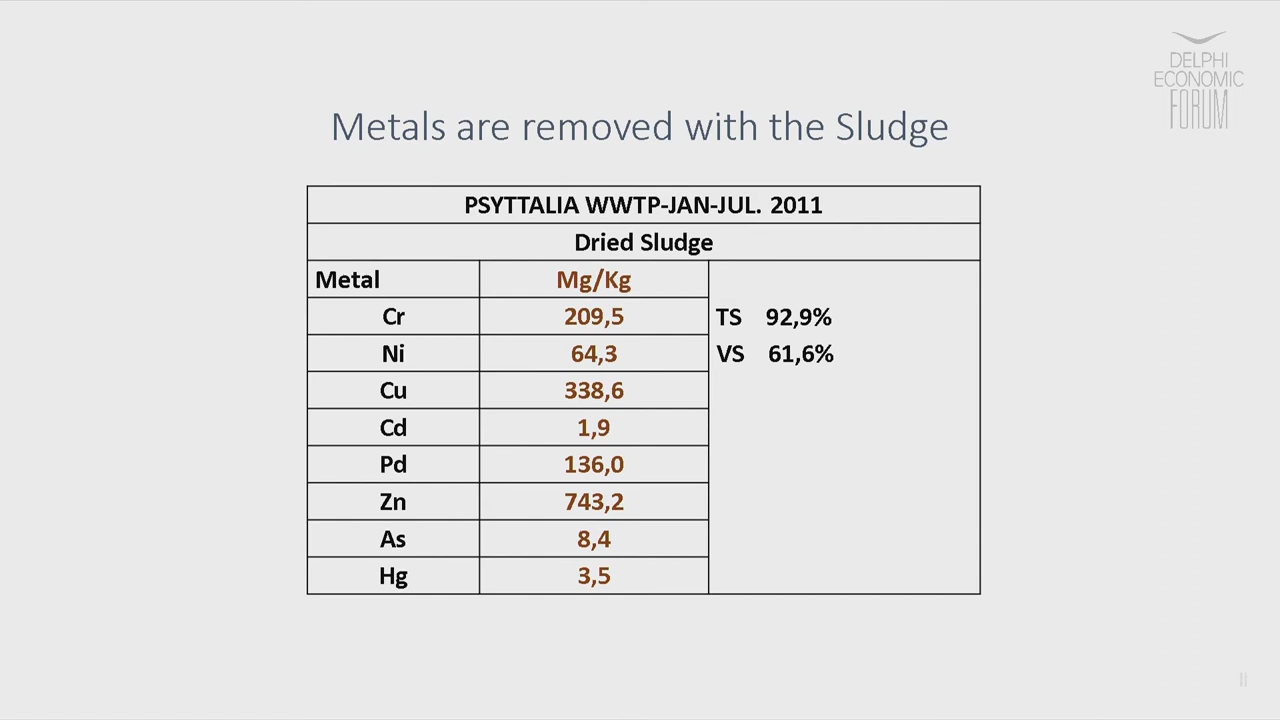 DELPHI
ECONOMIC
FORUM
Metals are removed with the Sludge
PSYTTALIA WWTP-JAN-JUL. 2011
Dried Sludge
Metal Mg/Kg
Cr 209,5 TS 92,9%
Ni 64,3 VS 61,6%
Cu 338,6
Cd 1,9
Pd 136,0
Zn 743,2
As 8,4
Hg 3,5